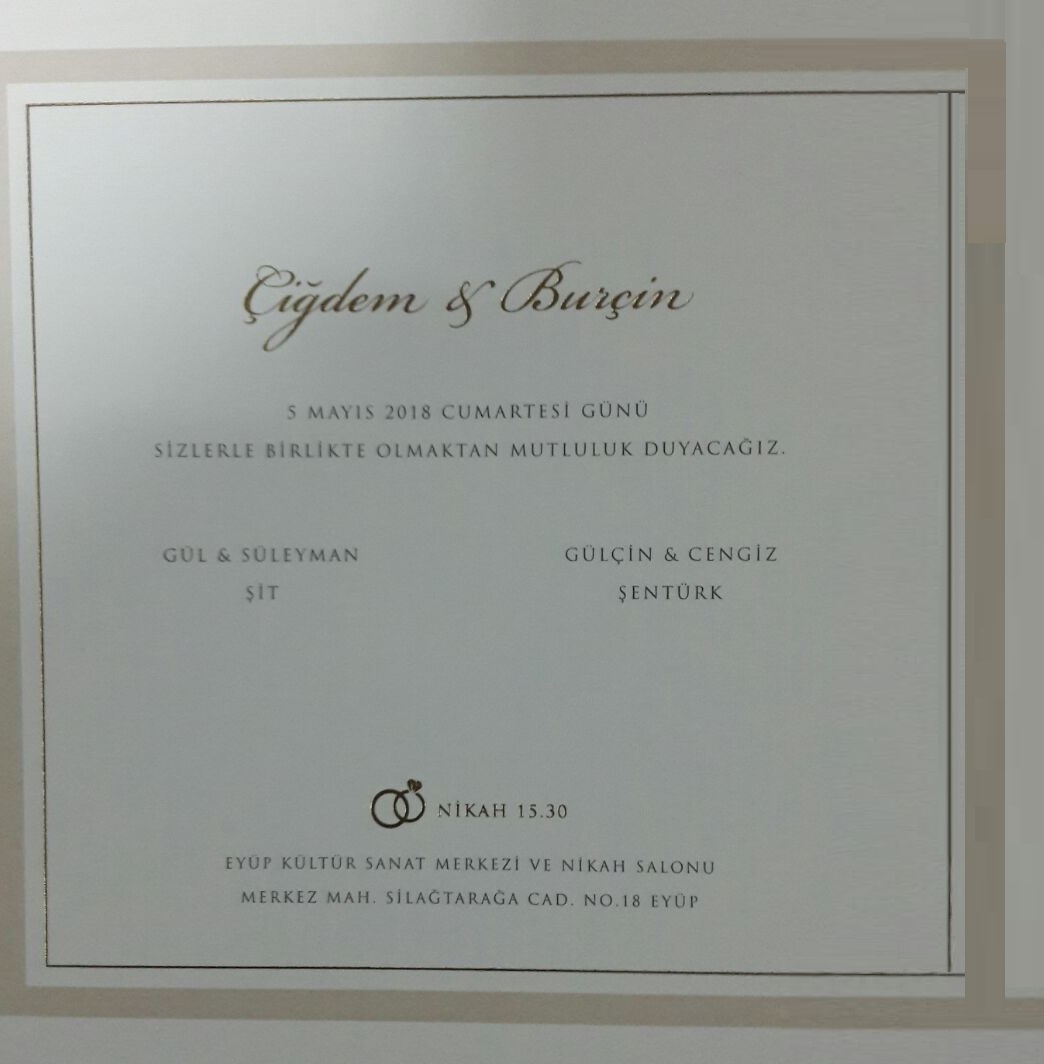 Çiğdem & Burçin
5 MAYIS 2018 CUMARTESİ GÜNÜ
SİZLERLE BİRLİKTE OLMAKTAN MUTLULUK DUYACAĞIZ.
GÜL & SÜLEYMAN
ŞİT
GÜLÇİN & CENGİZ
ŞENTÜRK
NİKAH 15.30
EYÜP KÜLTÜR SANAT MERKEZİ VE NİKAH SALONU
MERKEZ MAH. SİLAĞTARAĞA CAD. NO.18 EYÜP